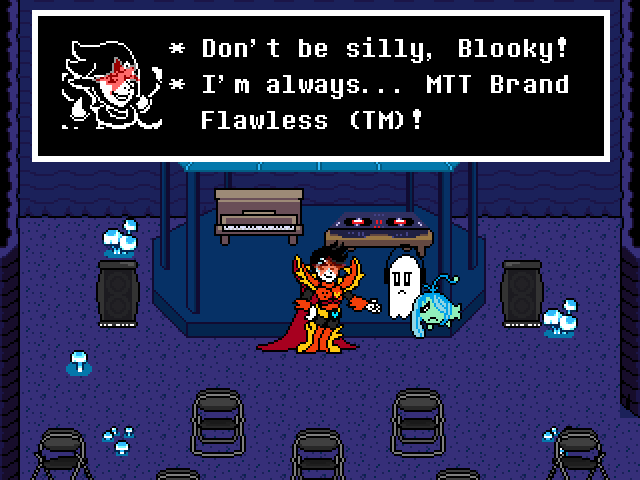 * Don't be silly, Blooky!
* I'm always... MTT Brand
Flawless (TM)!